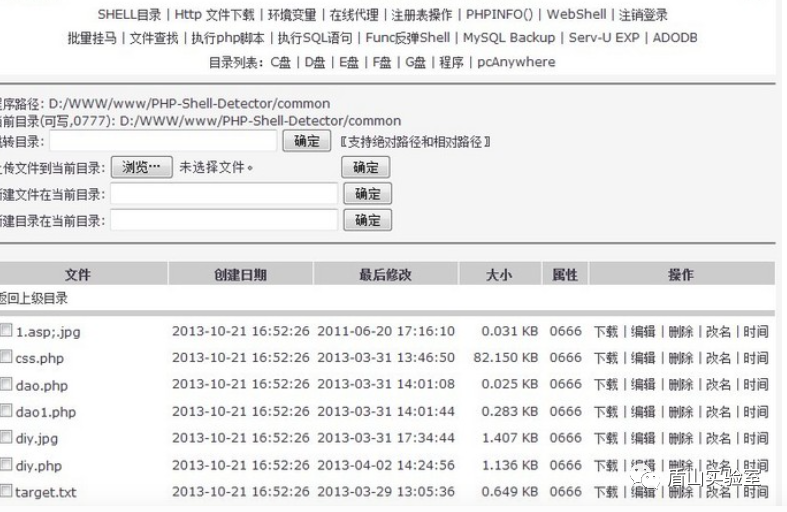 SHELL目录 | Http 文件下载 | 环境变量 | 在线代理 | 注册表操作 | PHPINFO() | WebShell | 注销登录
批量挂马 | 文件查找 | 执行php脚本 | 执行SQL语句 | Func反弹Shell | MySQL Backup | Serv-U EXP | ADODB
目录列表：C盘 | D盘 | E盘 | F盘 | G盘 | 程序 | pcAnywhere
程序路径: D:/WWW/www/PHP-Shell-Detector/common
当前目录(可写,0777): D:/WWW/www/PHP-Shell-Detector/common
跳转目录: 确定 〖支持绝对路径和相对路径〗
上传文件到当前目录: 浏览… 未选择文件。 确定
新建文件在当前目录: 确定
新建目录在当前目录: 确定
文件 创建日期 最后修改 大小 属性 操作
返回上级目录
1.asp;.jpg 2013-10-21 16:52:26 2011-06-20 17:16:10 0.031 KB 0666 下载 | 编辑 | 删除 | 改名 | 时间
css.php 2013-10-21 16:52:26 2013-03-31 13:46:50 82.150 KB 0666 下载 | 编辑 | 删除 | 改名 | 时间
dao.php 2013-10-21 16:52:26 2013-03-31 14:01:08 0.025 KB 0666 下载 | 编辑 | 删除 | 改名 | 时间
dao1.php 2013-10-21 16:52:26 2013-03-31 14:01:44 0.283 KB 0666 下载 | 编辑 | 删除 | 改名 | 时间
diy.jpg 2013-10-21 16:52:26 2013-03-31 17:34:44 1.407 KB 0666 下载 | 编辑 | 删除 | 改名 | 时间
diy.php 2013-10-21 16:52:26 2013-04-02 14:24:56 1.136 KB 0666 下载 | 编辑 | 删除 | 改名 | 时间
target.txt 2013-10-21 16:52:26 2013-03-29 13:05:36 0.649 KB 0666 下载 | 编辑 | 删除 | 改名 | 时间
盾山实验室